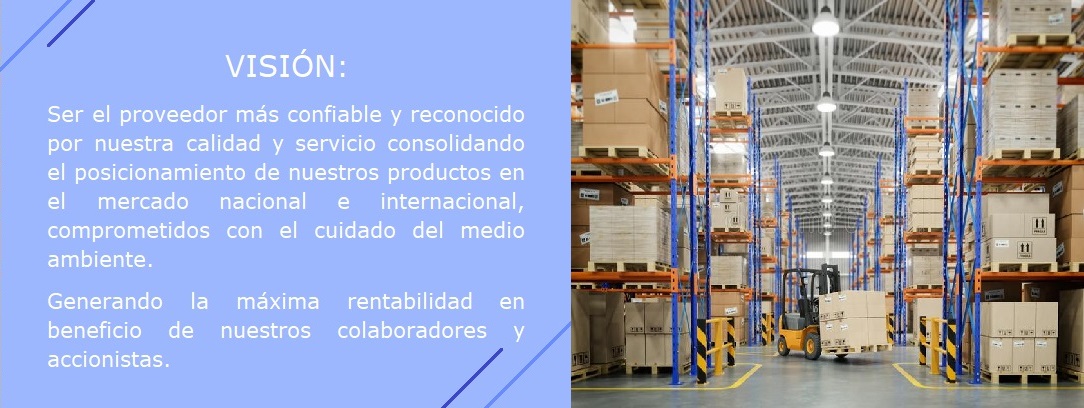 VISIÓN:
Ser el proveedor más confiable y reconocido
por nuestra calidad y servicio consolidando
el posicionamiento de nuestros productos en
el mercado nacional e internacional,
comprometidos con el cuidado del medio
ambiente.
Generando la máxima rentabilidad en
beneficio de nuestros colaboradores y
accionistas.